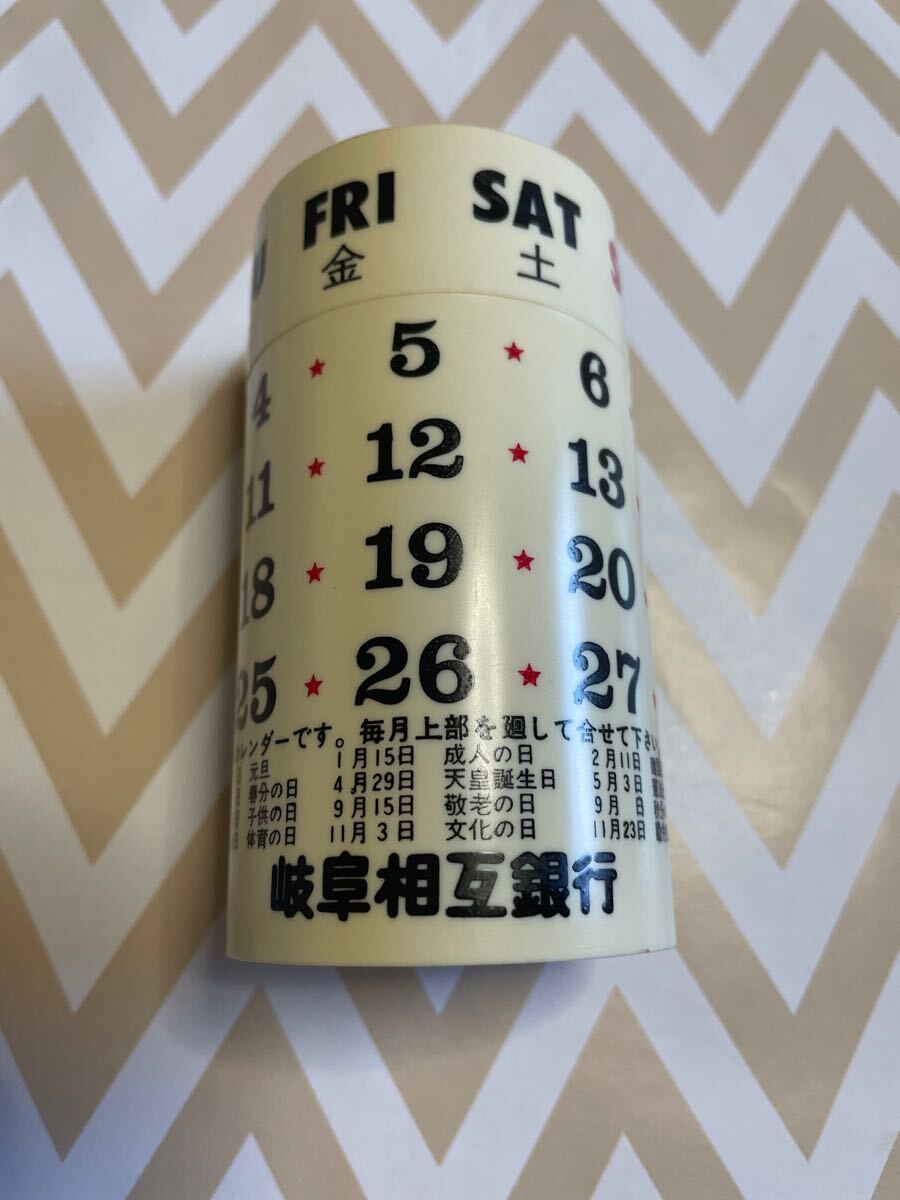 FRI SAT
金 土
4 ★ 5 ★ 6
11 ★ 12 ★ 13
18 ★ 19 ★ 20
25 ★ 26 ★ 27
レンダーです。毎月上部を廻して合せて下さい
元旦 1月15日 成人の日 2月11日
春分の日 4月29日 天皇誕生日 5月3日
子供の日 9月15日 敬老の日 9月 日
日 体育の日 11月3日 文化の日 11月23日
岐阜相互銀行